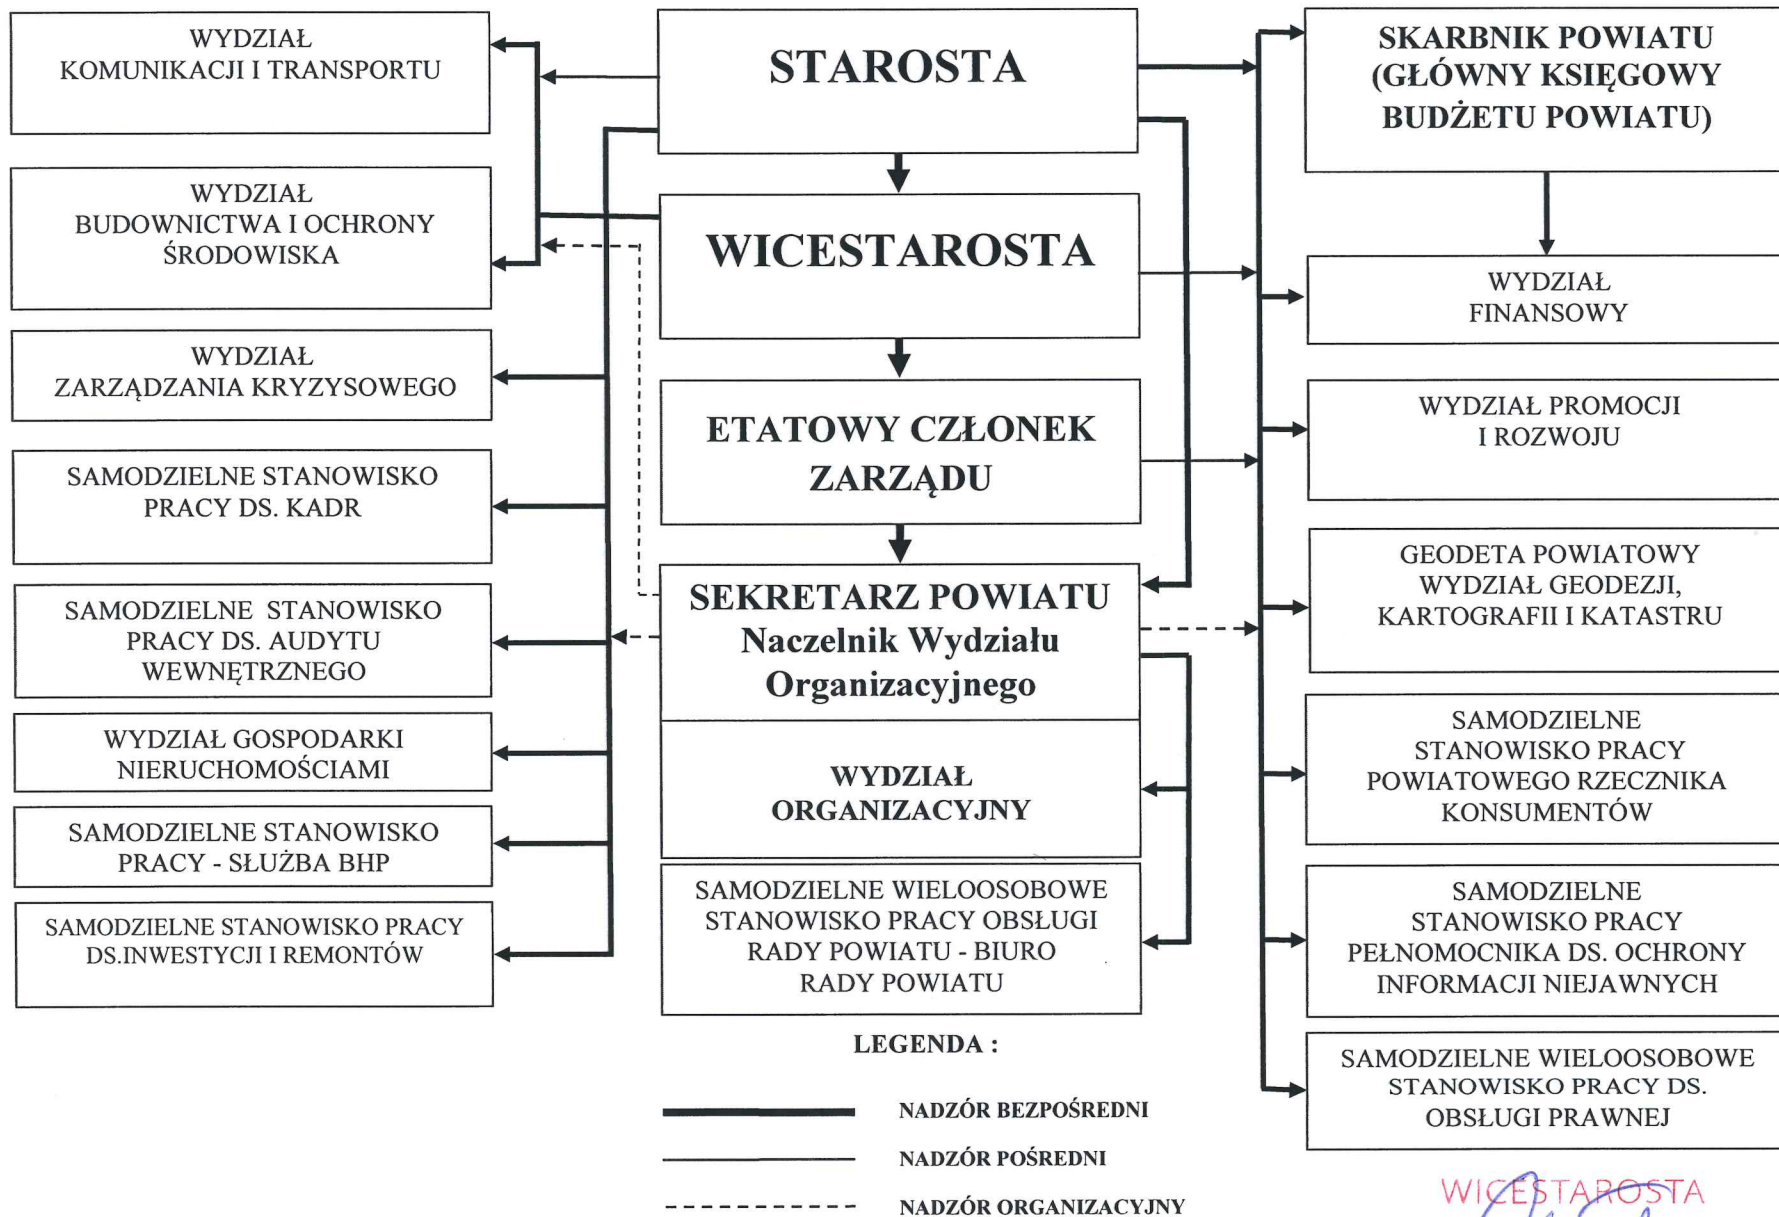 WYDZIAŁ
KOMUNIKACJI I TRANSPORTU
WYDZIAŁ
BUDOWNICTWA I OCHRONY
ŚRODOWISKA
WYDZIAŁ
ZARZĄDZANIA KRYZYSOWEGO
SAMODZIELNE STANOWISKO
PRACY DS. KADR
SAMODZIELNE STANOWISKO
PRACY DS. AUDYTU
WEWNĘTRZNEGO
WYDZIAŁ GOSPODARKI
NIERUCHOMOŚCIAMI
SAMODZIELNE STANOWISKO
PRACY - SŁUŻBA BHP
SAMODZIELNE STANOWISKO PRACY
DS.INWESTYCJI I REMONTÓW
STAROSTA
WICESTAROSTA
ETATOWY CZŁONEK
ZARZĄDU
SEKRETARZ POWIATU
Naczelnik Wydziału
Organizacyjnego
WYDZIAŁ
ORGANIZACYJNY
SAMODZIELNE WIELOOSOBOWE
STANOWISKO PRACY OBSŁUGI
RADY POWIATU - BIURO
RADY POWIATU
SKARBNIK POWIATU
(GŁÓWNY KSIĘGOWY
BUDŻETU POWIATU)
WYDZIAŁ
FINANSOWY
WYDZIAŁ PROMOCJI
I ROZWOJU
GEODETA POWIATOWY
WYDZIAŁ GEODEZJI,
KARTOGRAFII I KATASTRU
SAMODZIELNE
STANOWISKO PRACY
POWIATOWEGO RZECZNIKA
KONSUMENTÓW
SAMODZIELNE
STANOWISKO PRACY
PEŁNOMOCNIKA DS. OCHRONY
INFORMACJI NIEJAWNYCH
SAMODZIELNE WIELOOSOBOWE
STANOWISKO PRACY DS.
OBSŁUGI PRAWNEJ
LEGENDA :
NADZÓR BEZPOŚREDNI
NADZÓR POŚREDNI
NADZÓR ORGANIZACYJNY
WICESTAROSTA